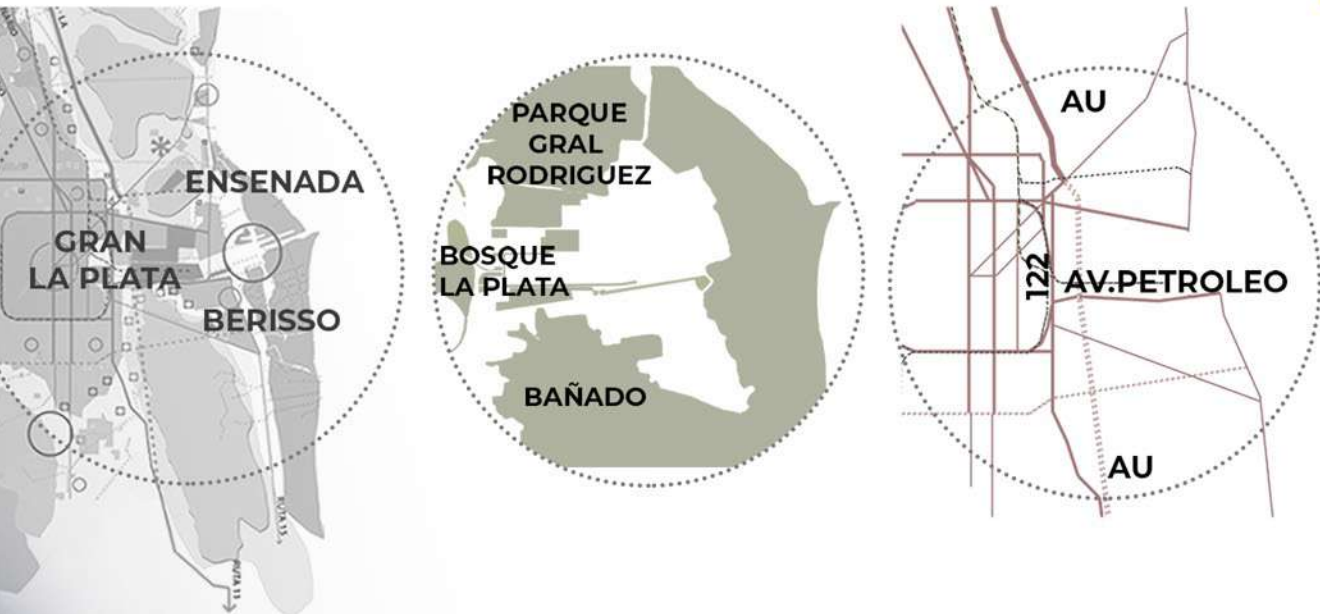 ENSENADA
GRAN
LA PLATA
BERISSO
PARQUE
GRAL
RODRIGUEZ
BOSQUE
LA PLATA
BAÑADO
AU
122
AV.PETROLEO
AU